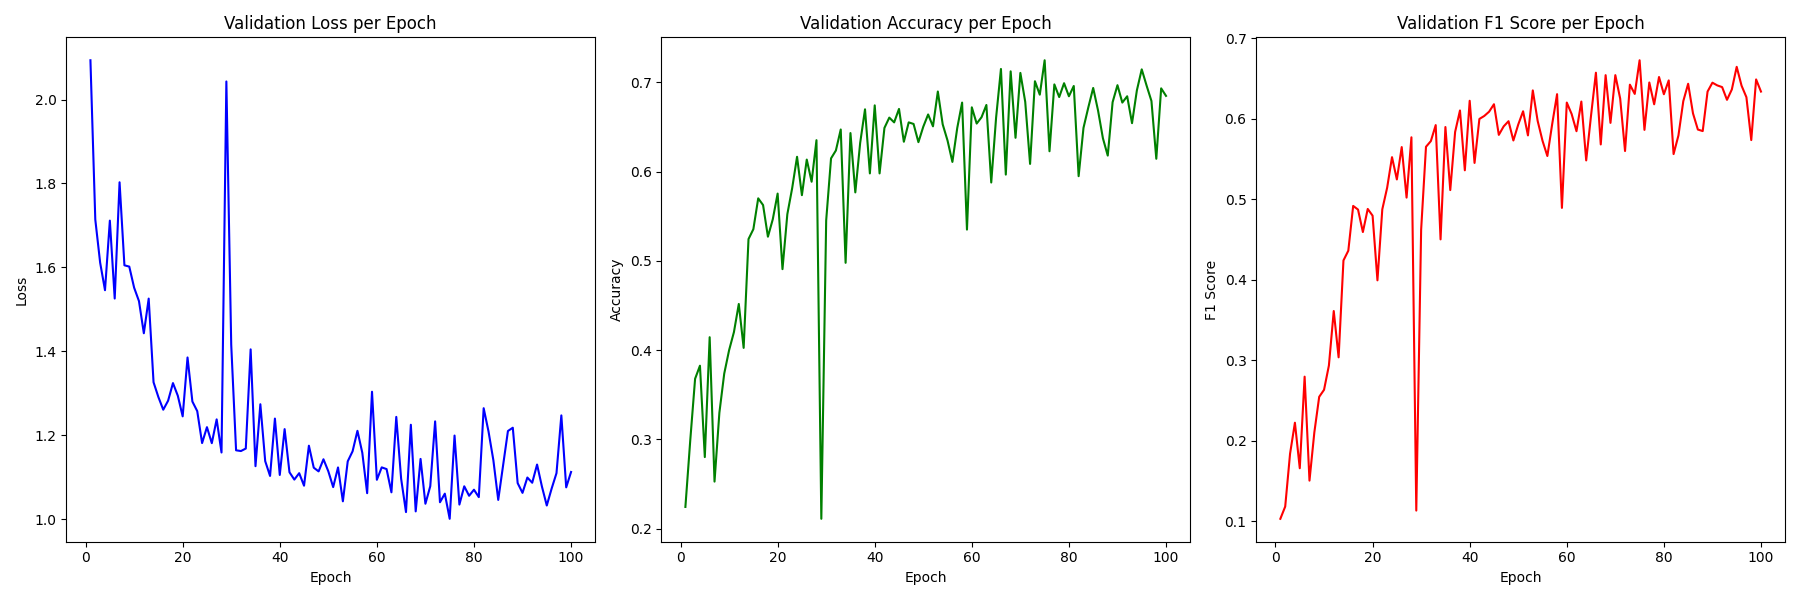 Validation Loss per Epoch
Loss
2.0
1.8
1.6
1.4
1.2
1.0
0 20 40 60 80 100
Epoch
Validation Accuracy per Epoch
Accuracy
0.7
0.6
0.5
0.4
0.3
0.2
0 20 40 60 80 100
Epoch
Validation F1 Score per Epoch
F1 Score
0.7
0.6
0.5
0.4
0.3
0.2
0.1
0 20 40 60 80 100
Epoch